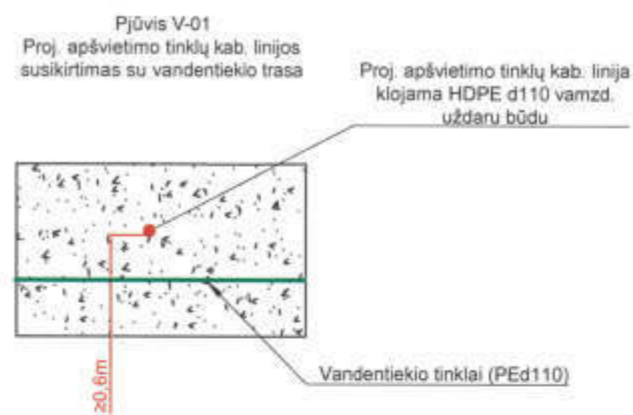 Pjūvis V-01
Proj. apšvietimo tinklų kab. linijos
susikirtimas su vandentiekio trasa
Proj. apšvietimo tinklų kab. linija
klojama HDPE d110 vamzd.
uždaru būdu
Vandentiekio tinklai (PEd110)
≥0,6m